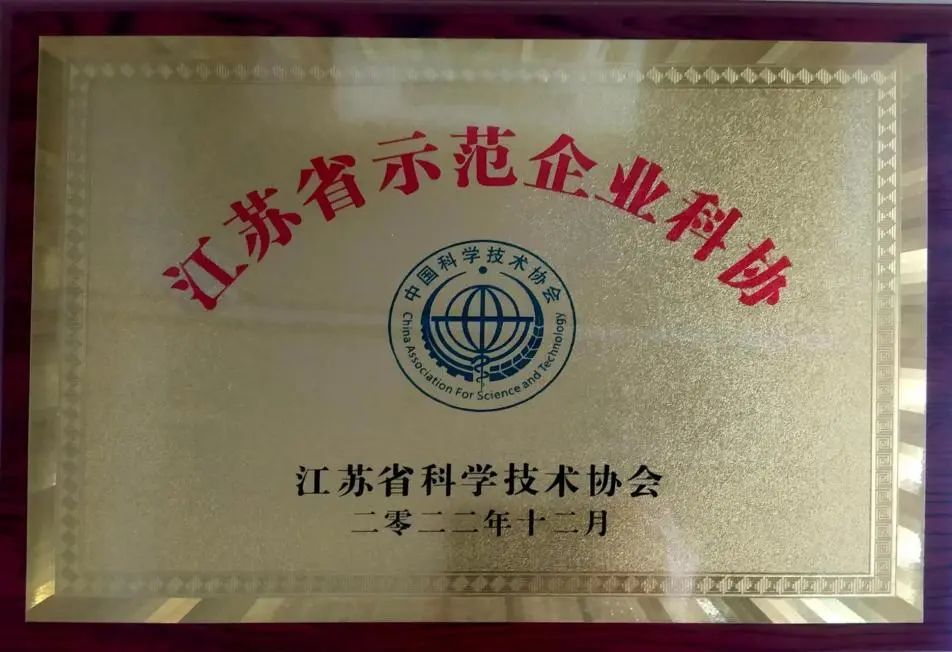 江苏省示范企业科协
中国科学技术协会
China Association For Science and Technology
江苏省科学技术协会
二零二二年十二月